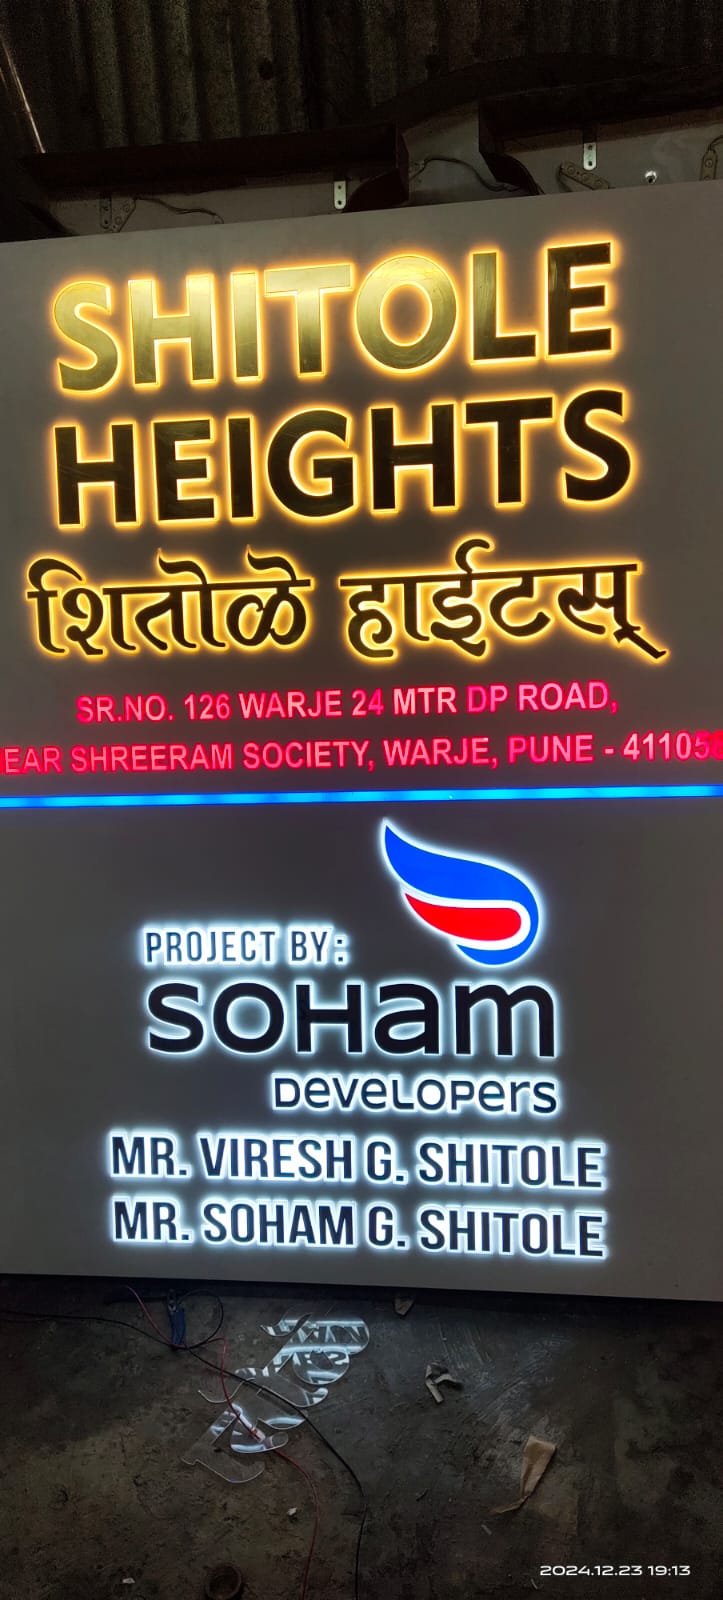 SHITOLE
HEIGHTS
शितोळे हाईटस्
SR.NO. 126 WARJE 24 MTR DP ROAD,
EAR SHREERAM SOCIETY, WARJE, PUNE - 41105
PROJECT BY:
SOHam
DeveLOPers
MR. VIRESH G. SHITOLE
MR. SOHAM G. SHITOLE
2024.12.23 19:13